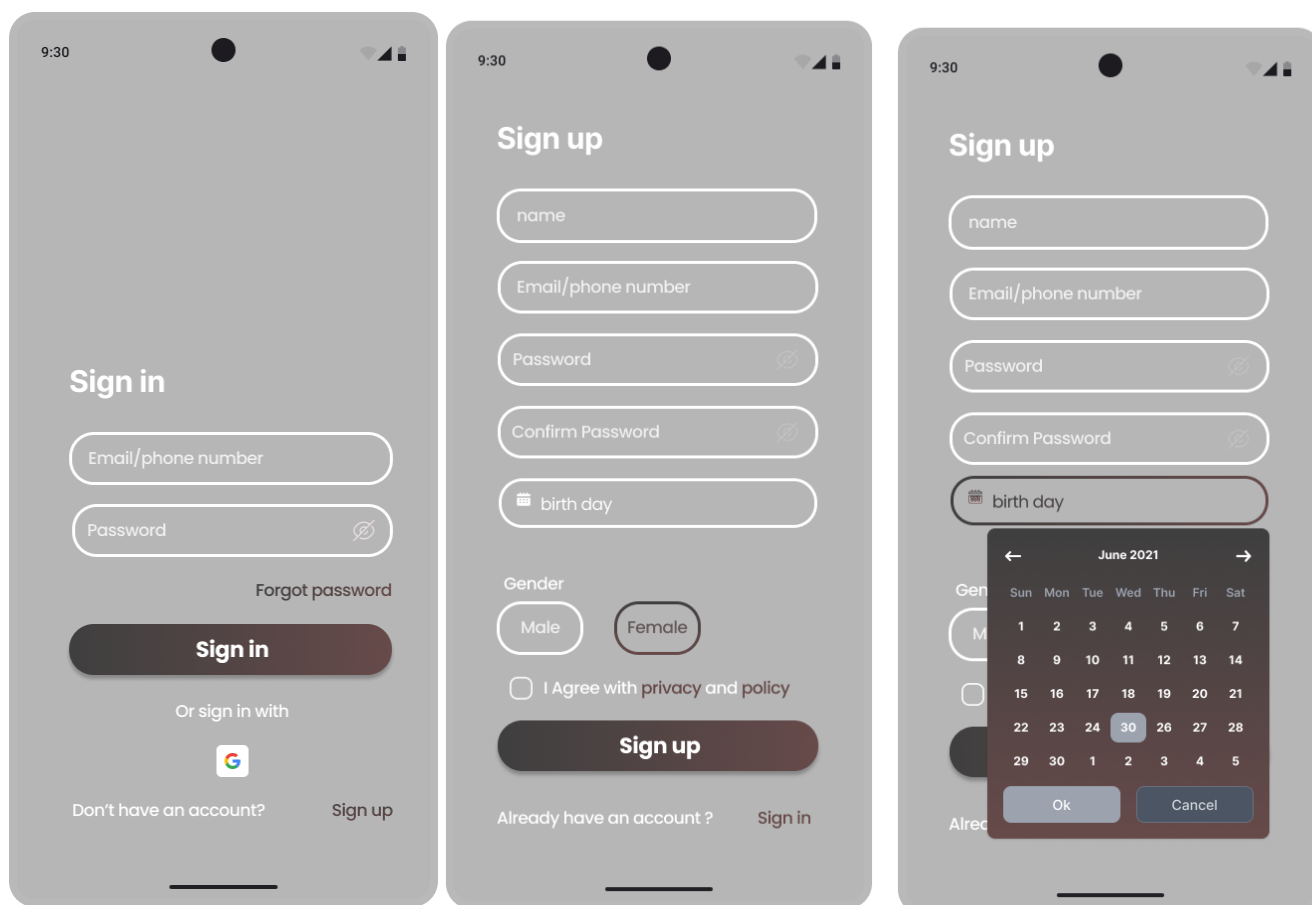 9:30
Sign in
Email/phone number
Password
Forgot password
Sign in
Or sign in with
G
Don't have an account? Sign up
9:30
Sign up
name
Email/phone number
Password
Confirm Password
birth day
Gender
Male Female
I Agree with privacy and policy
Sign up
Already have an account ? Sign in
9:30
Sign up
name
Email/phone number
Password
Confirm Password
birth day
June 2021
Sun Mon Tue Wed Thu Fri Sat
1 2 3 4 5 6 7
8 9 10 11 12 13 14
15 16 17 18 19 20 21
22 23 24 30 26 27 28
29 30 1 2 3 4 5
Ok Cancel
Gen
M
Alrea